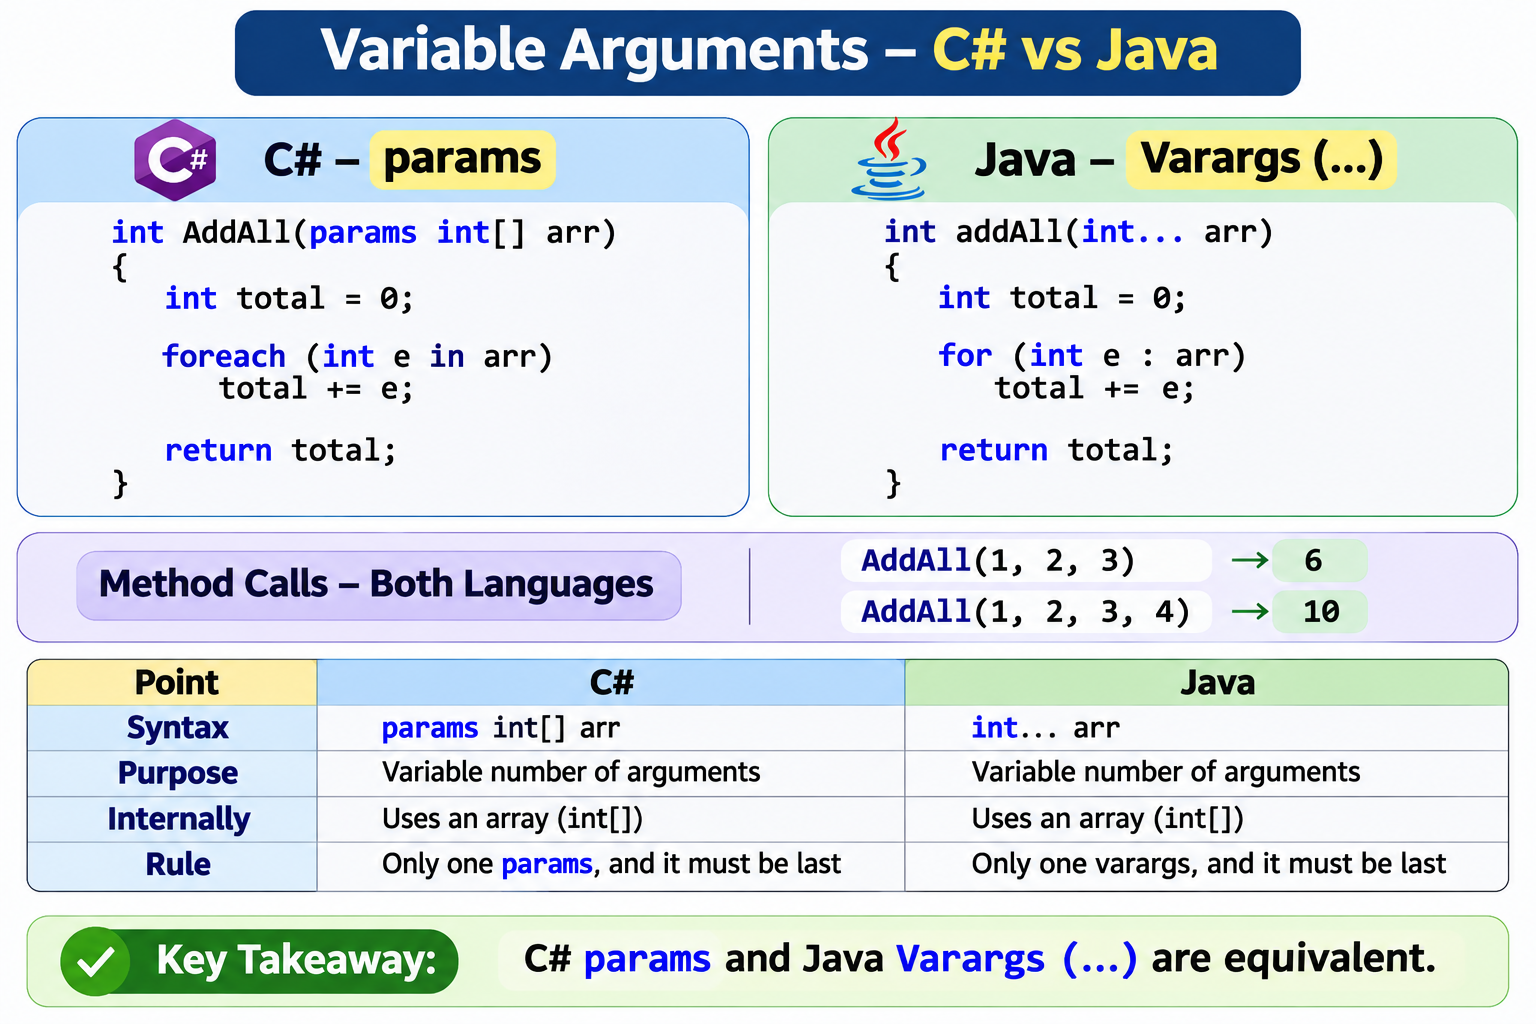 Variable Arguments – C# vs Java
C#
C# – params
int AddAll(params int[] arr)
{
int total = 0;
foreach (int e in arr)
total += e;
return total;
}
Java – Varargs (...)
int addAll(int... arr)
{
int total = 0;
for (int e : arr)
total += e;
return total;
}
Method Calls – Both Languages
AddAll(1, 2, 3) → 6
AddAll(1, 2, 3, 4) → 10
Point C# Java
Syntax params int[] arr int... arr
Purpose Variable number of arguments Variable number of arguments
Internally Uses an array (int[]) Uses an array (int[])
Rule Only one params, and it must be last Only one varargs, and it must be last
Key Takeaway: C# params and Java Varargs (...) are equivalent.